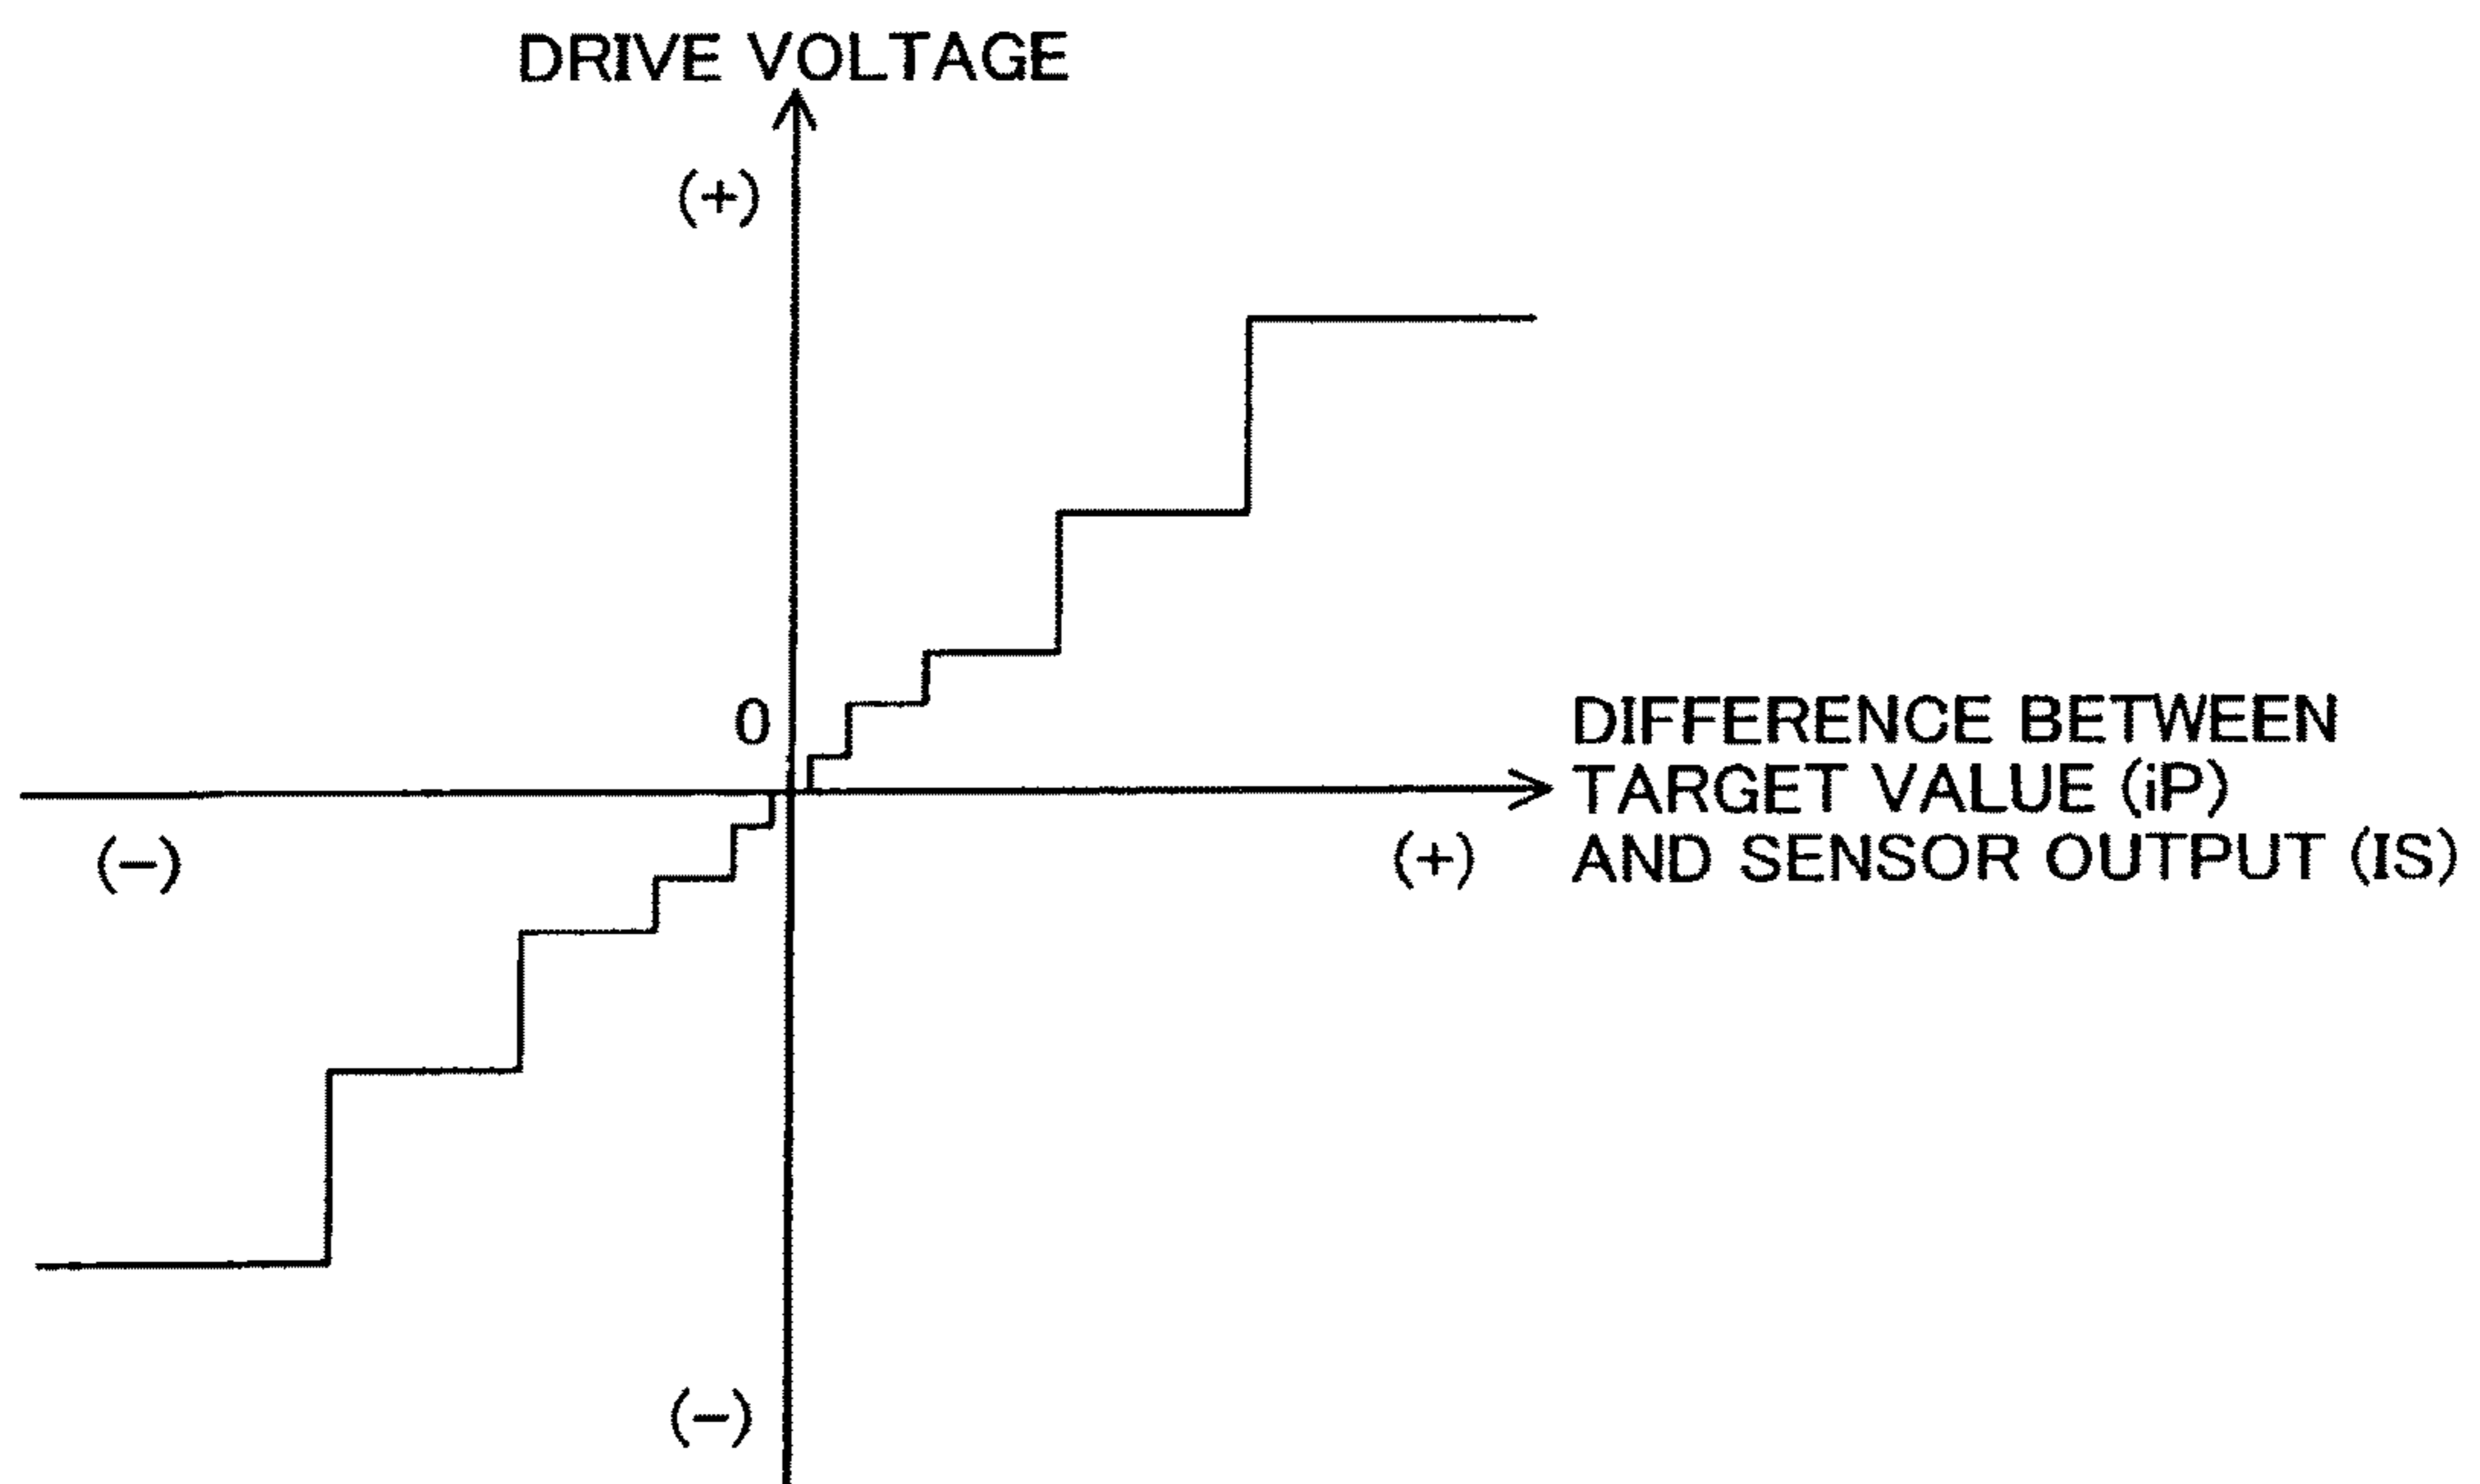 DRIVE VOLTAGE
(+)
0
DIFFERENCE BETWEEN
TARGET VALUE (iP)
AND SENSOR OUTPUT (IS)
(−)
(+)
(−)